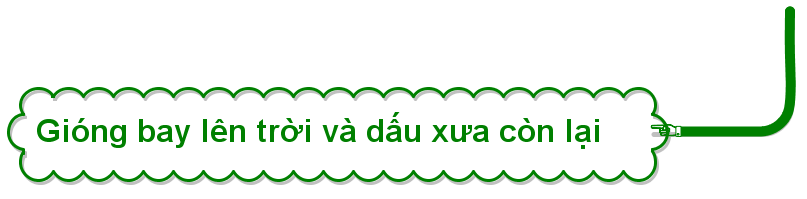 Gióng bay lên trời và dấu xưa còn lại